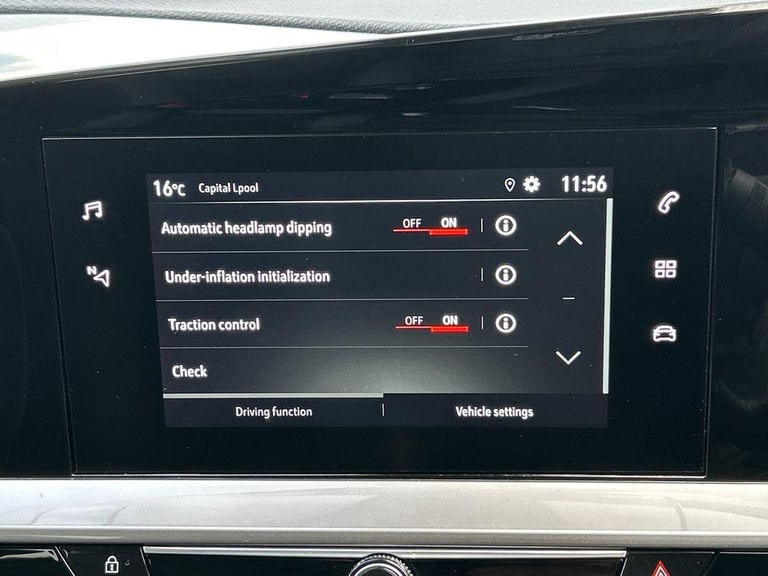 16°C Capital Lpool 11:56
Automatic headlamp dipping OFF ON
Under-inflation initialization
Traction control OFF ON
Check
Driving function Vehicle settings
N